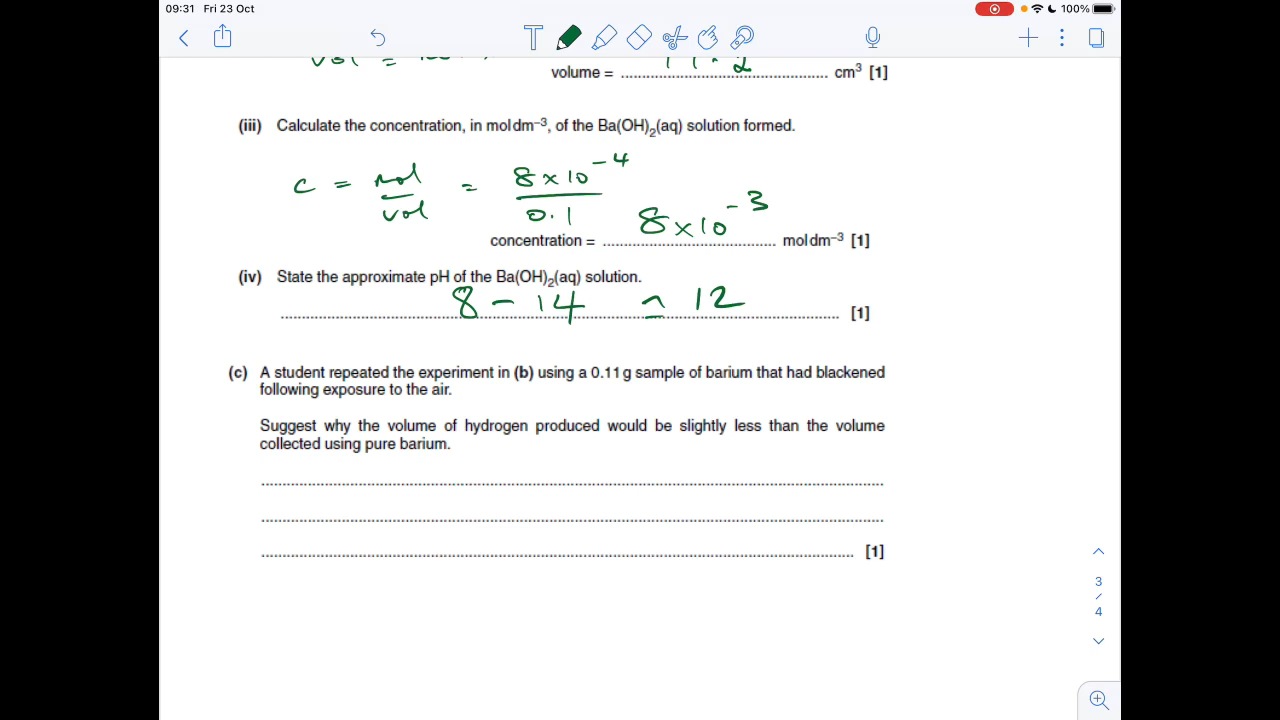 09:31 Fri 23 Oct 100%
T
vol =
volume = .......... 19.2 .......... cm³ [1]
(iii) Calculate the concentration, in mol dm⁻³, of the Ba(OH)₂(aq) solution formed.
c = mol/vol = 8 × 10⁻⁴/0.1
concentration = .......... 8 × 10⁻³ .......... mol dm⁻³ [1]
(iv) State the approximate pH of the Ba(OH)₂(aq) solution.
8 - 14 ≃ 12 [1]
(c) A student repeated the experiment in (b) using a 0.11 g sample of barium that had blackened
following exposure to the air.
Suggest why the volume of hydrogen produced would be slightly less than the volume
collected using pure barium.
[1]
3
/
4